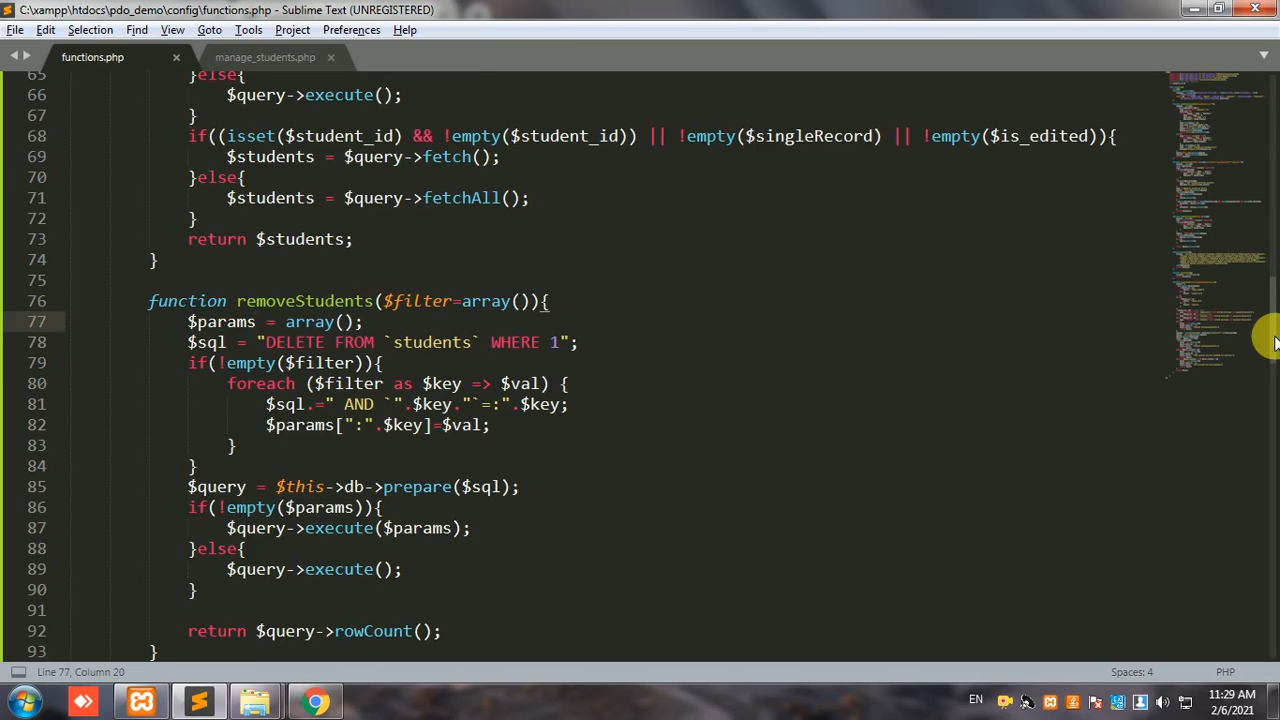 C:\xampp\htdocs\pdo_demo\config\functions.php - Sublime Text (UNREGISTERED)
File Edit Selection Find View Goto Tools Project Preferences Help
functions.php manage_students.php
65 }else{
66 $query->execute();
67 }
68 if((isset($student_id) && !empty($student_id)) || !empty($singleRecord) || !empty($is_edited)){
69 $students = $query->fetch();
70 }else{
71 $students = $query->fetchAll();
72 }
73 return $students;
74 }
75
76 function removeStudents($filter=array()){
77 $params = array();
78 $sql = "DELETE FROM `students` WHERE 1";
79 if(!empty($filter)){
80 foreach ($filter as $key => $val) {
81 $sql.=" AND `".$key."`=:".$key;
82 $params[":".$key]=$val;
83 }
84 }
85 $query = $this->db->prepare($sql);
86 if(!empty($params)){
87 $query->execute($params);
88 }else{
89 $query->execute();
90 }
91
92 return $query->rowCount();
93 }
Line 77, Column 20 Spaces: 4 PHP
EN 11:29 AM
2/6/2021